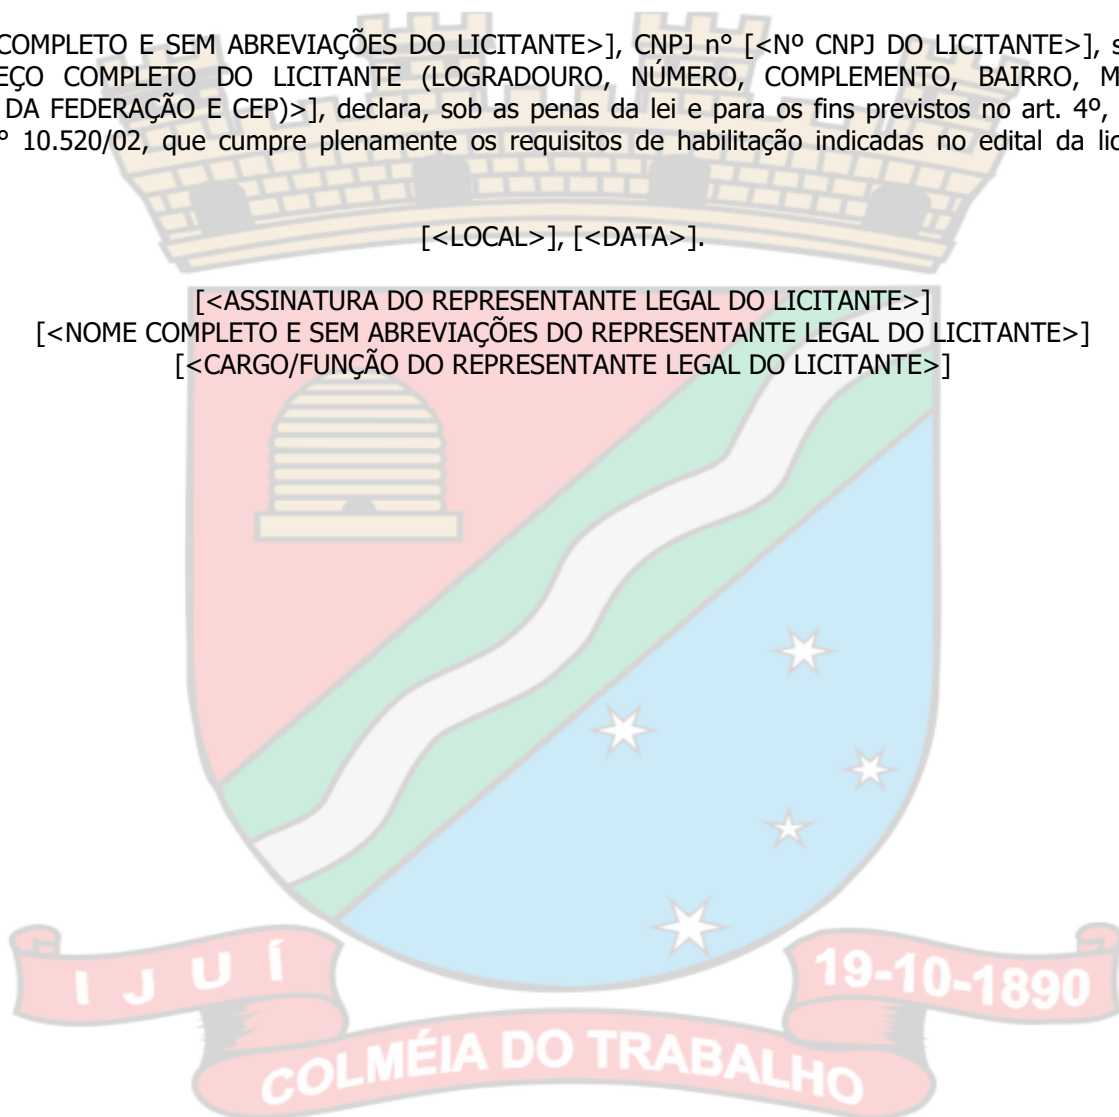 COMPLETO E SEM ABREVIAÇÕES DO LICITANTE>], CNPJ n° [<Nº CNPJ DO LICITANTE>], s
EÇO COMPLETO DO LICITANTE (LOGRADOURO, NÚMERO, COMPLEMENTO, BAIRRO, M
DA FEDERAÇÃO E CEP)>], declara, sob as penas da lei e para os fins previstos no art. 4º,
° 10.520/02, que cumpre plenamente os requisitos de habilitação indicadas no edital da lic
[<LOCAL>], [<DATA>].
[<ASSINATURA DO REPRESENTANTE LEGAL DO LICITANTE>]
[<NOME COMPLETO E SEM ABREVIAÇÕES DO REPRESENTANTE LEGAL DO LICITANTE>]
[<CARGO/FUNÇÃO DO REPRESENTANTE LEGAL DO LICITANTE>]
IJUÍ
19-10-1890
COLMÉIA DO TRABALHO